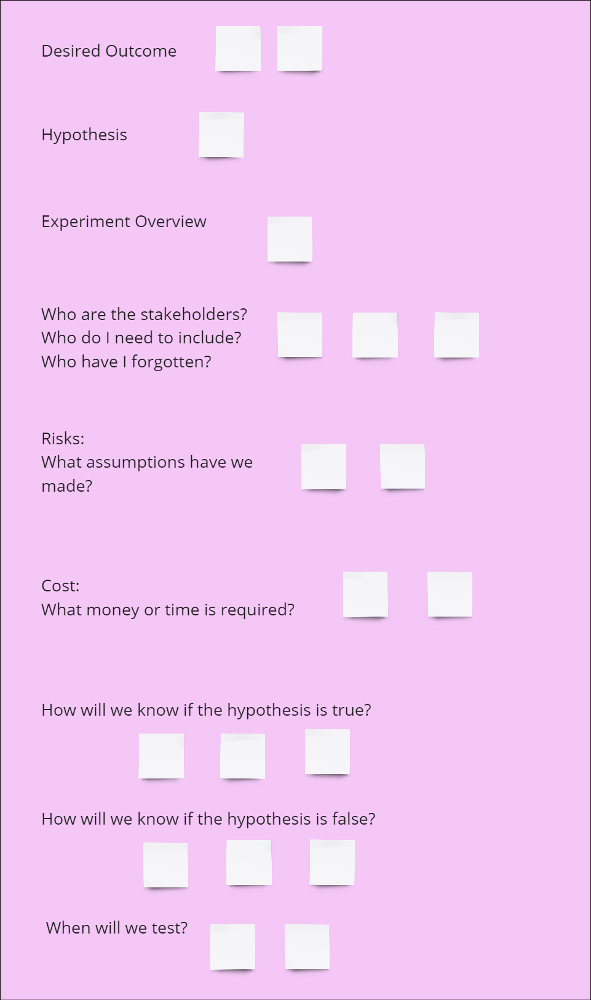 Desired Outcome
Hypothesis
Experiment Overview
Who are the stakeholders?
Who do I need to include?
Who have I forgotten?
Risks:
What assumptions have we
made?
Cost:
What money or time is required?
How will we know if the hypothesis is true?
How will we know if the hypothesis is false?
When will we test?